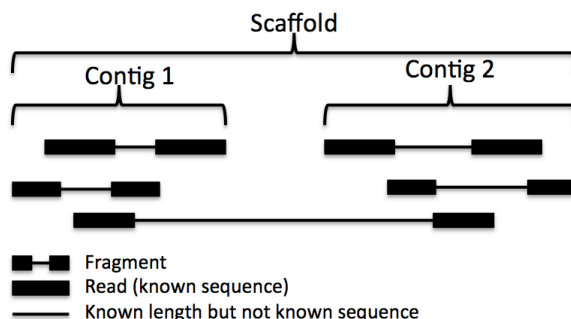 Scaffold
Contig 1
Contig 2
Fragment
Read (known sequence)
Known length but not known sequence